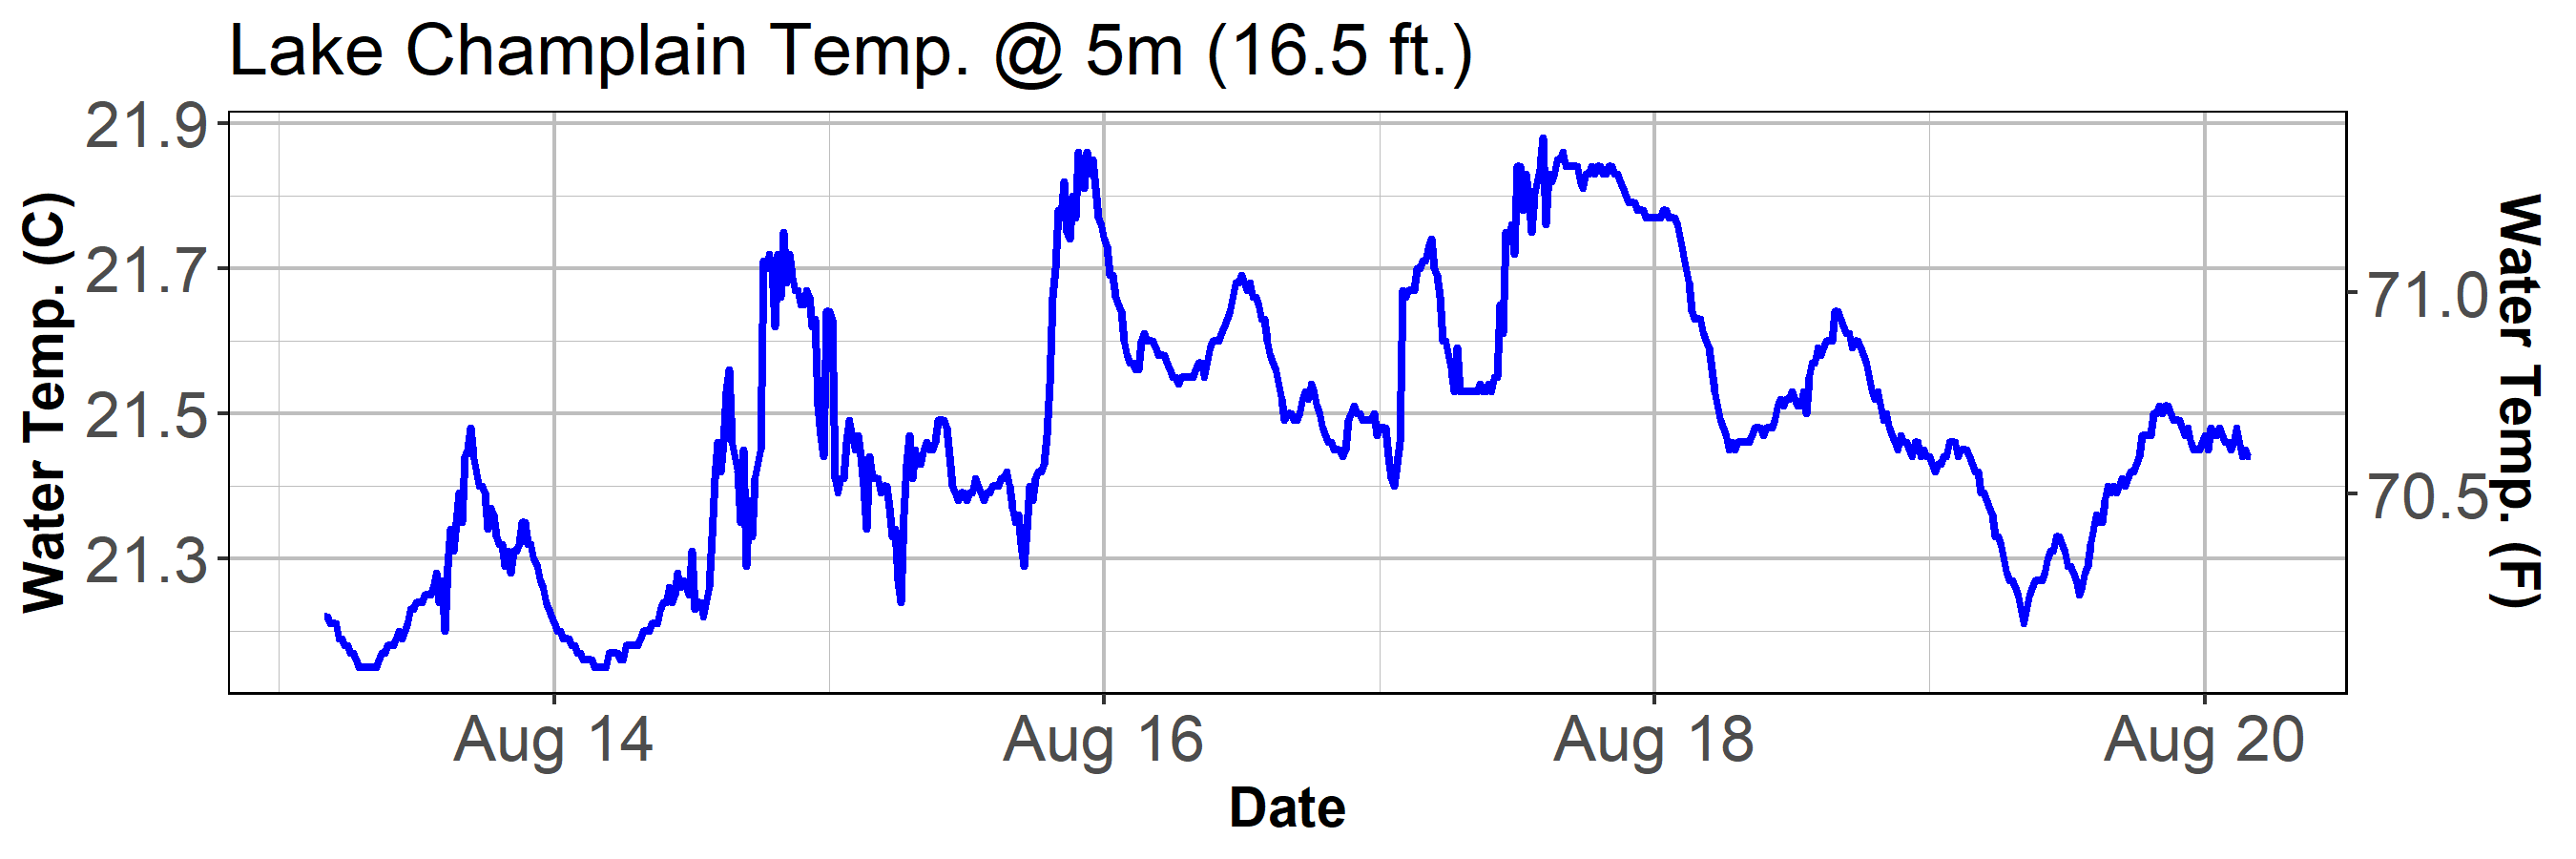 Lake Champlain Temp. @ 5m (16.5 ft.)
Water Temp. (C)
21.9
21.7
21.5
21.3
71.0
70.5
Water Temp. (F)
Aug 14
Aug 16
Aug 18
Aug 20
Date